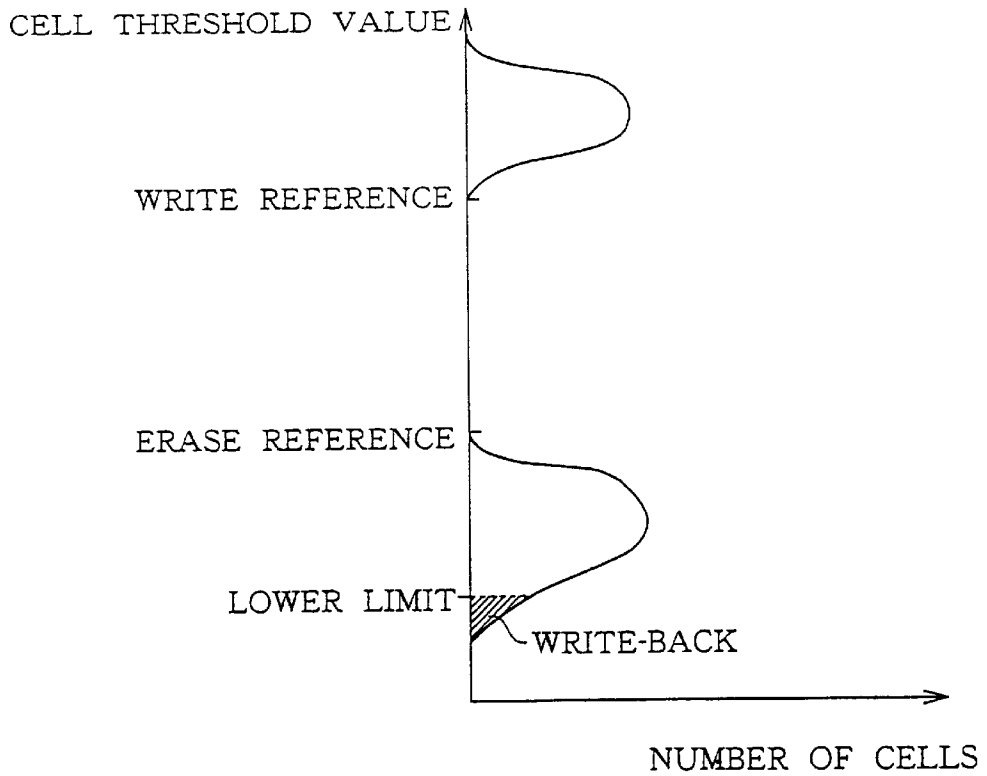 CELL THRESHOLD VALUE
WRITE REFERENCE
ERASE REFERENCE
LOWER LIMIT
WRITE-BACK
NUMBER OF CELLS